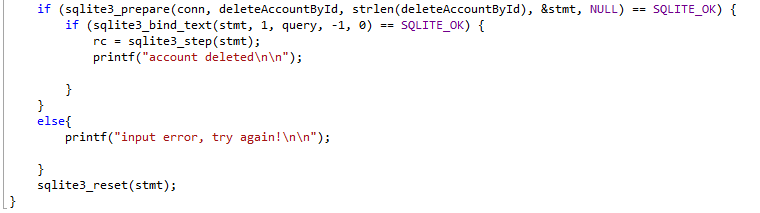 if (sqlite3_prepare(conn, deleteAccountById, strlen(deleteAccountById), &stmt, NULL) == SQLITE_OK) {
if (sqlite3_bind_text(stmt, 1, query, -1, 0) == SQLITE_OK) {
rc = sqlite3_step(stmt);
printf("account deleted\n\n");
}
}
else{
printf("input error, try again!\n\n");
}
sqlite3_reset(stmt);
}